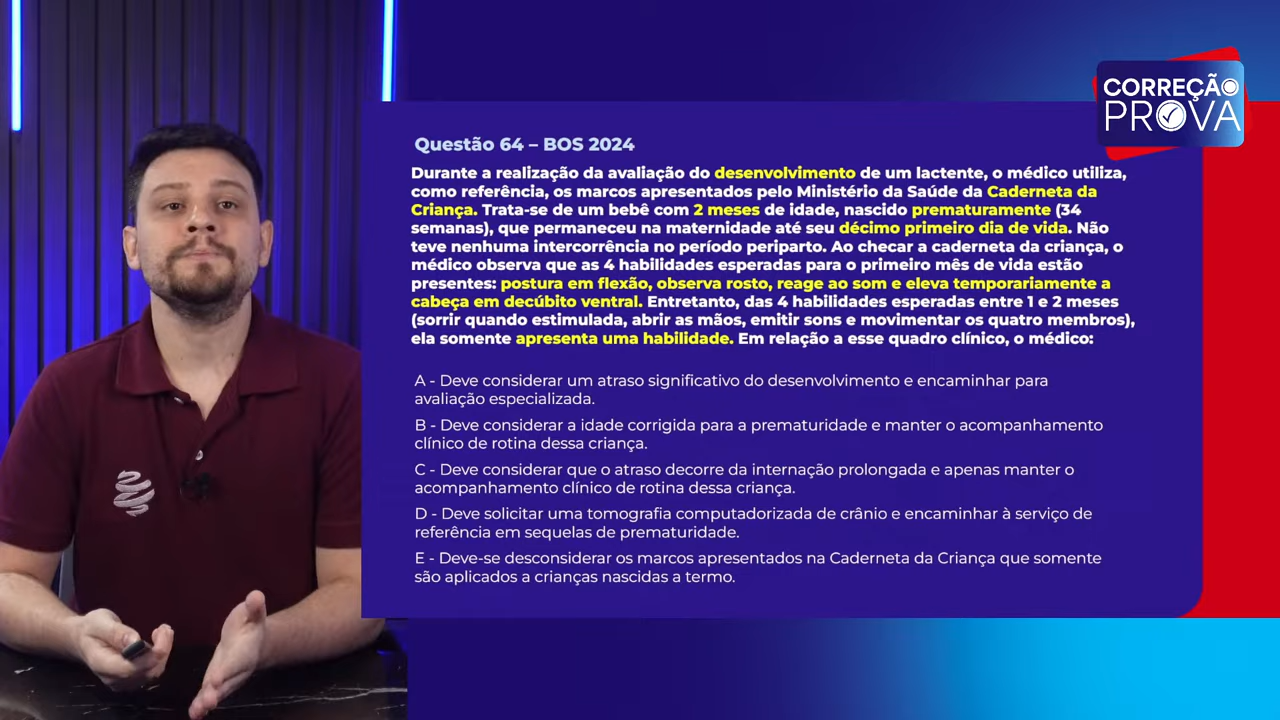 CORREÇÃO
PROVA
Questão 64 – BOS 2024
Durante a realização da avaliação do desenvolvimento de um lactente, o médico utiliza,
como referência, os marcos apresentados pelo Ministério da Saúde da Caderneta da
Criança. Trata-se de um bebê com 2 meses de idade, nascido prematuramente (34
semanas), que permaneceu na maternidade até seu décimo primeiro dia de vida. Não
teve nenhuma intercorrência no período periparto. Ao checar a caderneta da criança, o
médico observa que as 4 habilidades esperadas para o primeiro mês de vida estão
presentes: postura em flexão, observa rosto, reage ao som e eleva temporariamente a
cabeça em decúbito ventral. Entretanto, das 4 habilidades esperadas entre 1 e 2 meses
(sorrir quando estimulada, abrir as mãos, emitir sons e movimentar os quatro membros),
ela somente apresenta uma habilidade. Em relação a esse quadro clínico, o médico:
A - Deve considerar um atraso significativo do desenvolvimento e encaminhar para
avaliação especializada.
B - Deve considerar a idade corrigida para a prematuridade e manter o acompanhamento
clínico de rotina dessa criança.
C - Deve considerar que o atraso decorre da internação prolongada e apenas manter o
acompanhamento clínico de rotina dessa criança.
D - Deve solicitar uma tomografia computadorizada de crânio e encaminhar à serviço de
referência em sequelas de prematuridade.
E - Deve-se desconsiderar os marcos apresentados na Caderneta da Criança que somente
são aplicados a crianças nascidas a termo.